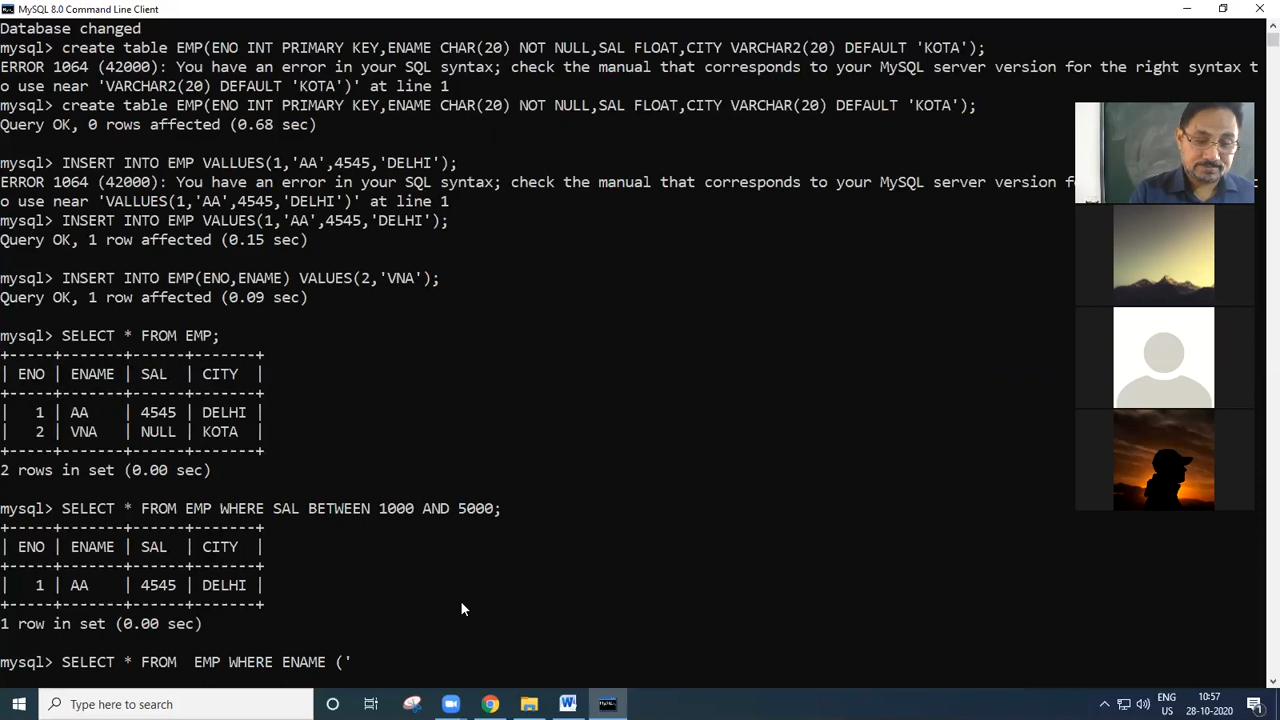 MySQL 8.0 Command Line Client
Database changed
mysql> create table EMP(ENO INT PRIMARY KEY,ENAME CHAR(20) NOT NULL,SAL FLOAT,CITY VARCHAR2(20) DEFAULT 'KOTA');
ERROR 1064 (42000): You have an error in your SQL syntax; check the manual that corresponds to your MySQL server version for the right syntax t
o use near 'VARCHAR2(20) DEFAULT 'KOTA')' at line 1
mysql> create table EMP(ENO INT PRIMARY KEY,ENAME CHAR(20) NOT NULL,SAL FLOAT,CITY VARCHAR(20) DEFAULT 'KOTA');
Query OK, 0 rows affected (0.68 sec)
mysql> INSERT INTO EMP VALLUES(1,'AA',4545,'DELHI');
ERROR 1064 (42000): You have an error in your SQL syntax; check the manual that corresponds to your MySQL server version f t
o use near 'VALLUES(1,'AA',4545,'DELHI')' at line 1
mysql> INSERT INTO EMP VALUES(1,'AA',4545,'DELHI');
Query OK, 1 row affected (0.15 sec)
mysql> INSERT INTO EMP(ENO,ENAME) VALUES(2,'VNA');
Query OK, 1 row affected (0.09 sec)
mysql> SELECT * FROM EMP;
+-----+-------+------+-------+
| ENO | ENAME | SAL  | CITY  |
+-----+-------+------+-------+
|   1 | AA    | 4545 | DELHI |
|   2 | VNA   | NULL | KOTA  |
+-----+-------+------+-------+
2 rows in set (0.00 sec)
mysql> SELECT * FROM EMP WHERE SAL BETWEEN 1000 AND 5000;
+-----+-------+------+-------+
| ENO | ENAME | SAL  | CITY  |
+-----+-------+------+-------+
|   1 | AA    | 4545 | DELHI |
+-----+-------+------+-------+
1 row in set (0.00 sec)
mysql> SELECT * FROM  EMP WHERE ENAME ('
Type here to search
ENG
US
10:57
28-10-2020
1